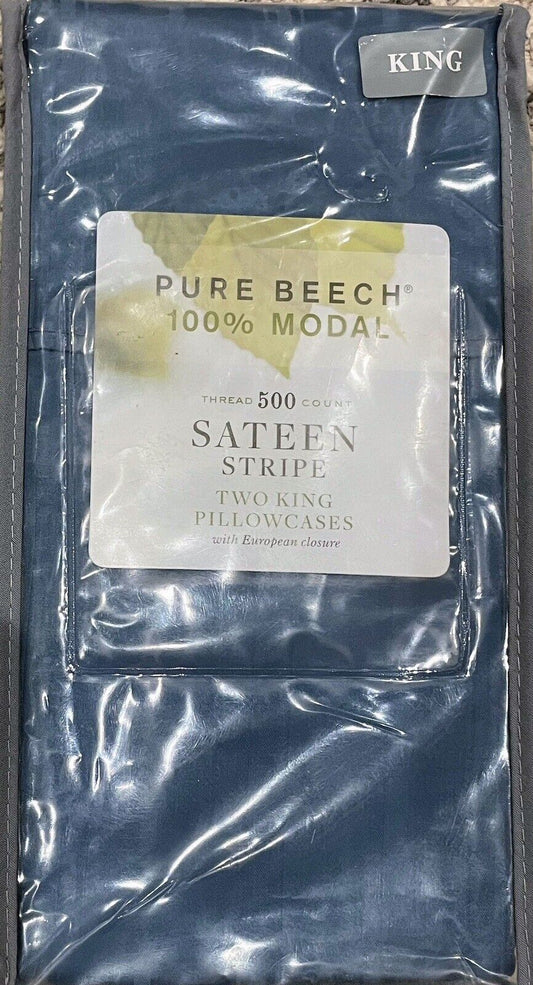 KING
PURE BEECH®
100% MODAL
THREAD 500 COUNT
SATEEN
STRIPE
TWO KING
PILLOWCASES
with European closure